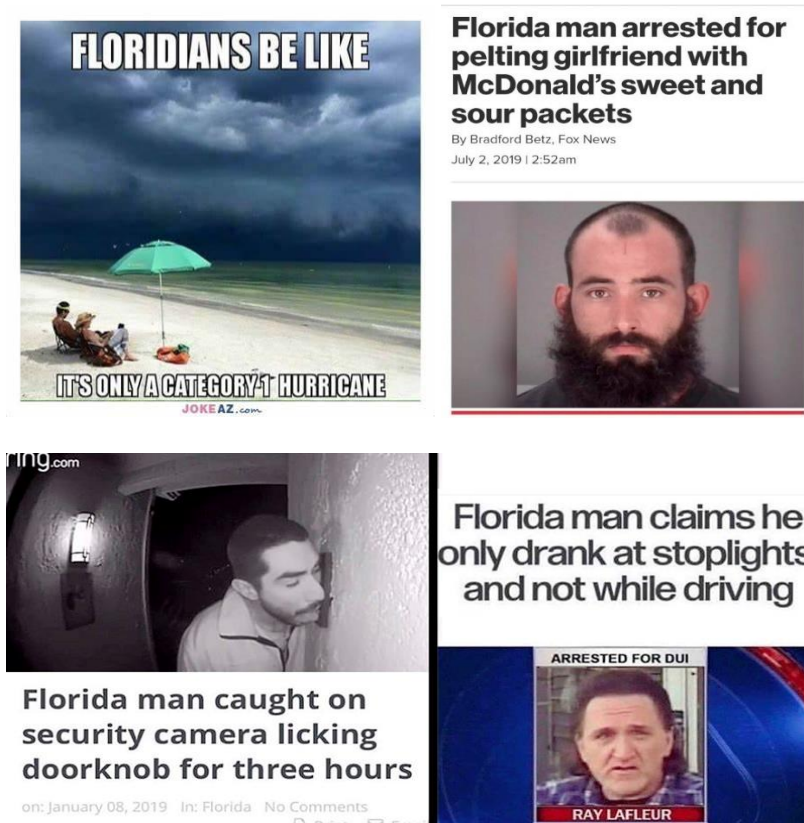 FLORIDIANS BE LIKE
IT'S ONLY A CATEGORY 1 HURRICANE
JOKEAZ.com
Florida man arrested for
pelting girlfriend with
McDonald's sweet and
sour packets
By Bradford Betz, Fox News
July 2, 2019 | 2:52am
ring.com
Florida man caught on
security camera licking
doorknob for three hours
on: January 08, 2019 In: Florida No Comments
Florida man claims he
only drank at stoplights
and not while driving
ARRESTED FOR DUI
RAY LAFLEUR